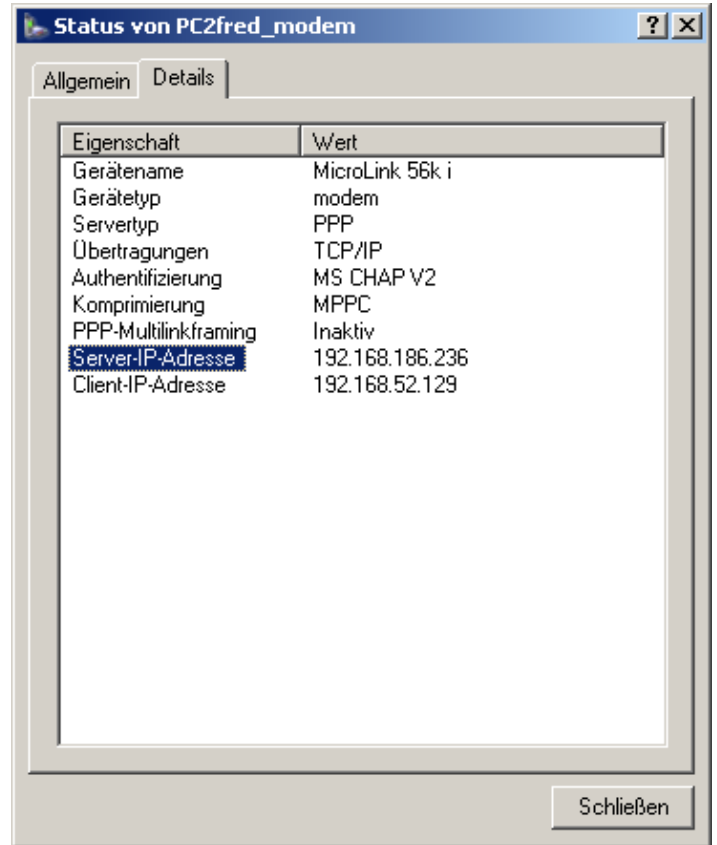 Status von PC2fred_modem
Allgemein Details
Eigenschaft Wert
Gerätename MicroLink 56k i
Gerätetyp modem
Servertyp PPP
Übertragungen TCP/IP
Authentifizierung MS CHAP V2
Komprimierung MPPC
PPP-Multilinkframing Inaktiv
Server-IP-Adresse 192.168.186.236
Client-IP-Adresse 192.168.52.129
Schließen